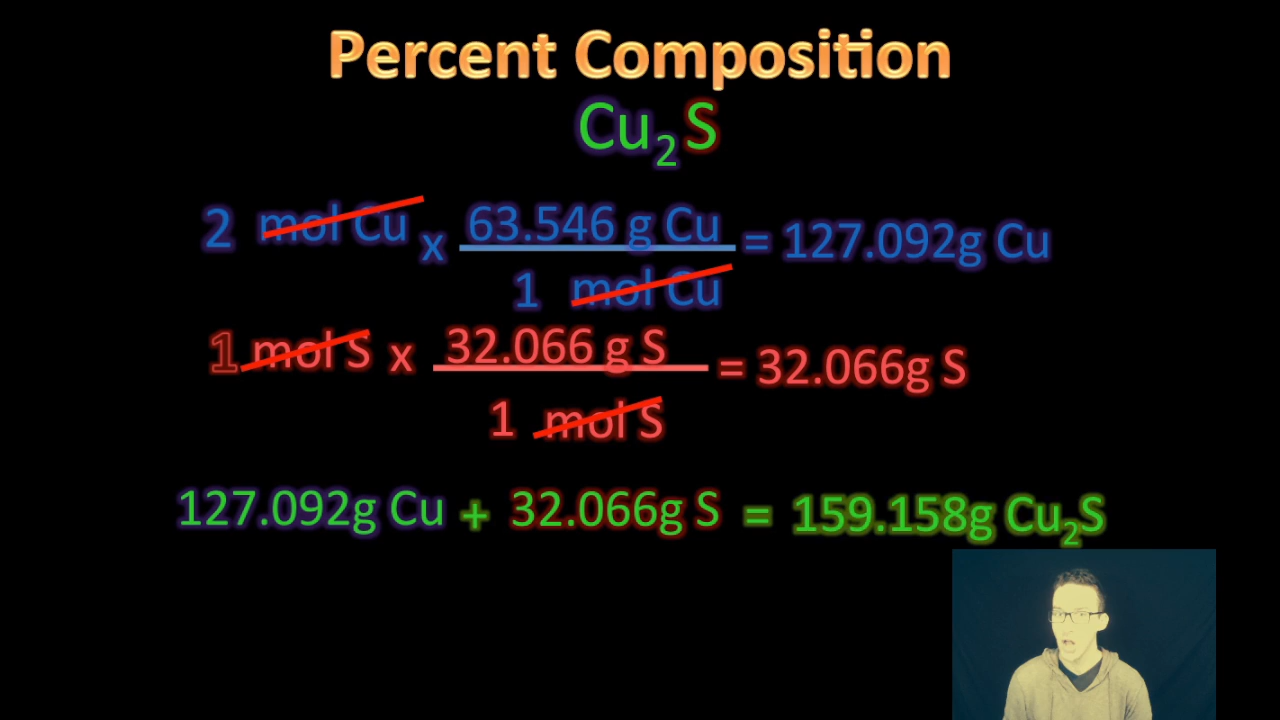 Percent Composition
Cu₂S
2 mol Cu x 63.546 g Cu = 127.092g Cu
1 mol Cu
1 mol S x 32.066 g S = 32.066g S
1 mol S
127.092g Cu + 32.066g S = 159.158g Cu₂S